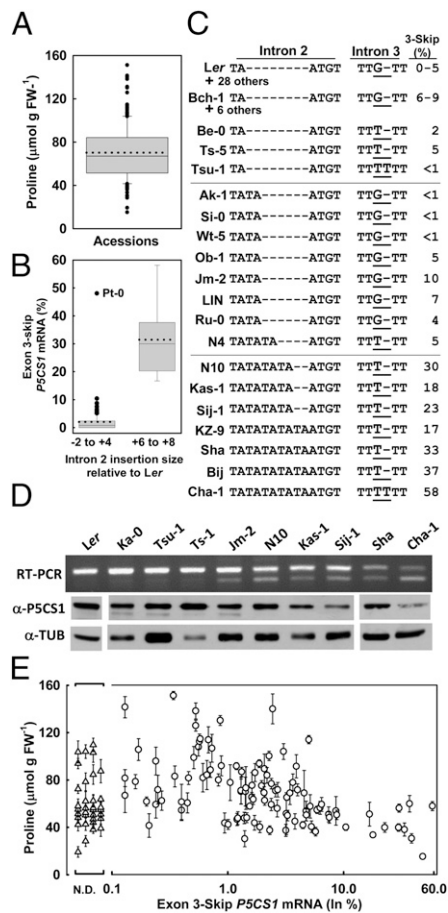 A
Proline (µmol g FW-1)
160
120
80
40
0
Acessions
B
Exon 3-skip
P5CS1 mRNA (%)
60
50
40
30
20
10
0
Pt-0
-2 to +4
+6 to +8
Intron 2 insertion size
relative to Ler
C
Intron 2 Intron 3 3-Skip (%)
Ler TA--------ATGT TTG-TT 0-5
+ 28 others
Bch-1 TA--------ATGT TTG-TT 6-9
+ 6 others
Be-0 TA--------ATGT TTT-TT 2
Ts-5 TA--------ATGT TTT-TT 5
Tsu-1 TA--------ATGT TTTTTT <1
Ak-1 TATA------ATGT TTG-TT <1
Si-0 TATA------ATGT TTG-TT <1
Wt-5 TATA------ATGT TTG-TT <1
Ob-1 TATA------ATGT TTG-TT 5
Jm-2 TATA------ATGT TTG-TT 10
LIN TATA------ATGT TTG-TT 7
Ru-0 TATA------ATGT TTG-TT 4
N4 TATATA----ATGT TTT-TT 5
N10 TATATATA--ATGT TTT-TT 30
Kas-1 TATATATA--ATGT TTT-TT 18
Sij-1 TATATATA--ATGT TTT-TT 23
KZ-9 TATATATATAATGT TTT-TT 17
Sha TATATATATAATGT TTT-TT 33
Bij TATATATATAATGT TTT-TT 37
Cha-1 TATATATATAATGT TTTTTT 58
D
Ler Ka-0 Tsu-1 Ts-1 Jm-2 N10 Kas-1 Sij-1 Sha Cha-1
RT-PCR
α-P5CS1
α-TUB
E
Proline (µmol g FW-1)
160
120
80
40
0
N.D.
0.1 1.0 10.0 60.0
Exon 3-Skip P5CS1 mRNA (ln %)